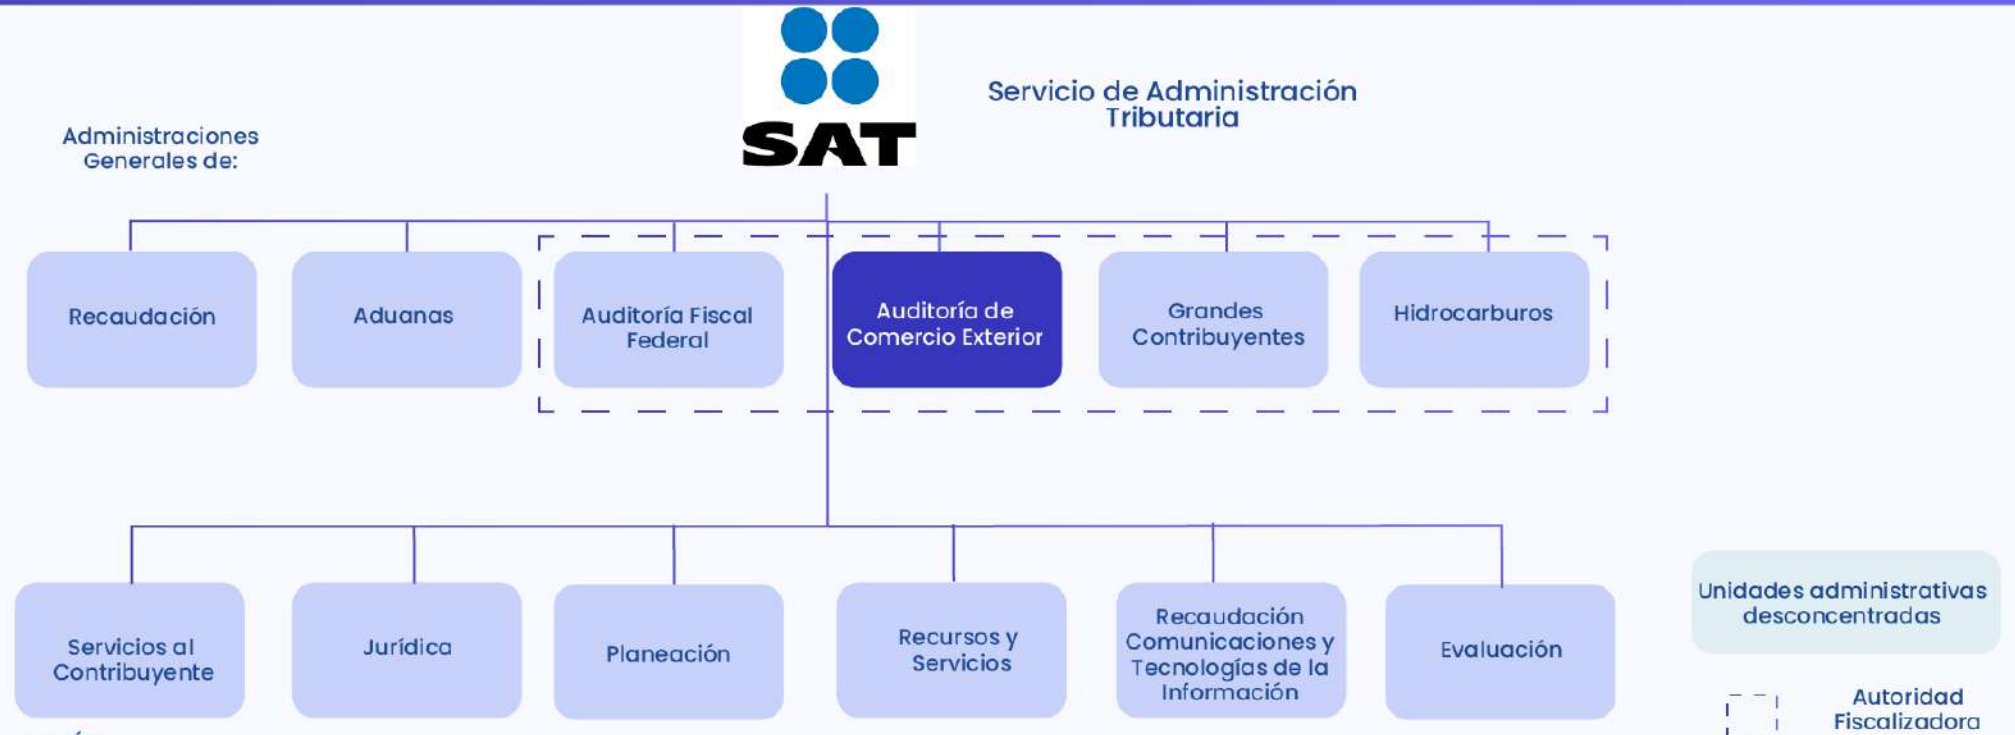 SAT
Servicio de Administración
Tributaria
Administraciones
Generales de:
Recaudación
Aduanas
Auditoría Fiscal
Federal
Auditoría de
Comercio Exterior
Grandes
Contribuyentes
Hidrocarburos
Servicios al
Contribuyente
Jurídica
Planeación
Recursos y
Servicios
Recaudación
Comunicaciones y
Tecnologías de la
Información
Evaluación
Unidades administrativas
desconcentradas
Autoridad
Fiscalizadora